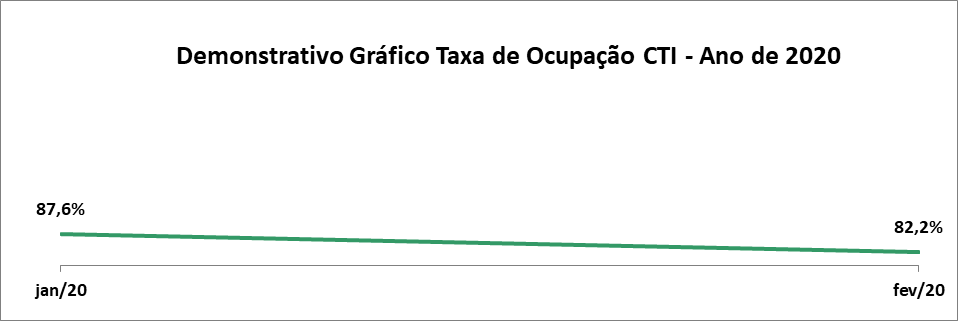 Demonstrativo Gráfico Taxa de Ocupação CTI - Ano de 2020
87,6%
82,2%
jan/20
fev/20